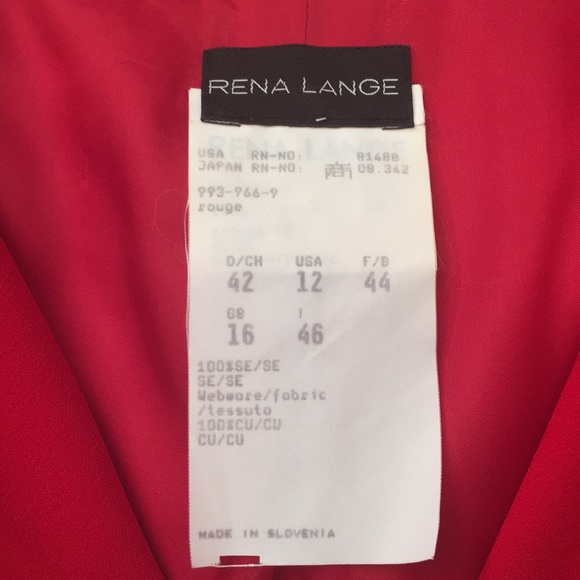 RENA LANGE
USA RN-NO: 81488
JAPAN RN-NO: 商 08.342
993-966-9
rouge
D/CH USA F/B
42 12 44
GB I
16 46
100%SE/SE
SE/SE
Webware/fabric
/tessuto
100%CU/CU
CU/CU
MADE IN SLOVENIA